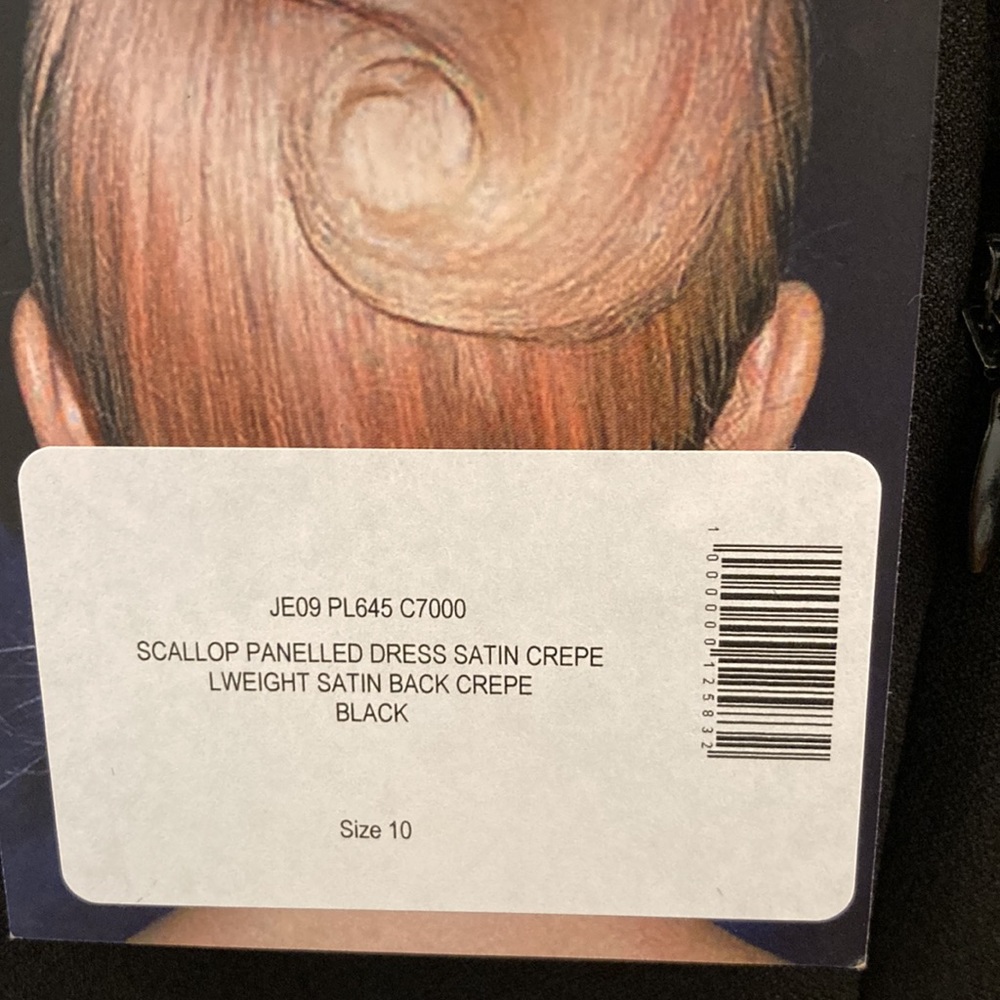 JE09 PL645 C7000
SCALLOP PANELLED DRESS SATIN CREPE
LWEIGHT SATIN BACK CREPE
BLACK
Size 10
1000000125832